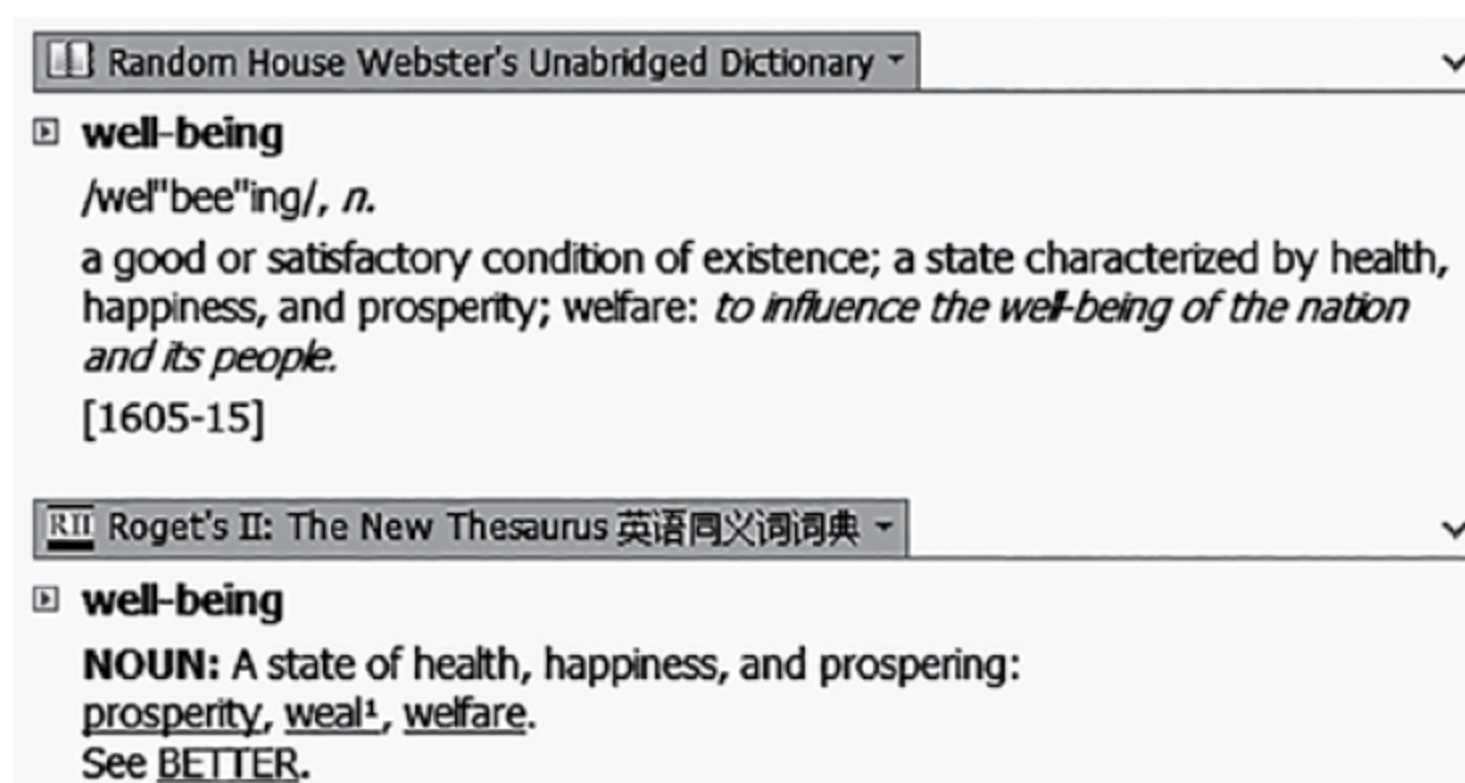 Random House Webster's Unabridged Dictionary
well-being
/wel"bee"ing/, n.
a good or satisfactory condition of existence; a state characterized by health,
happiness, and prosperity; welfare: to influence the well-being of the nation
and its people.
[1605-15]
RII Roget's II: The New Thesaurus 英语同义词词典
well-being
NOUN: A state of health, happiness, and prospering:
prosperity, weal¹, welfare.
See BETTER.